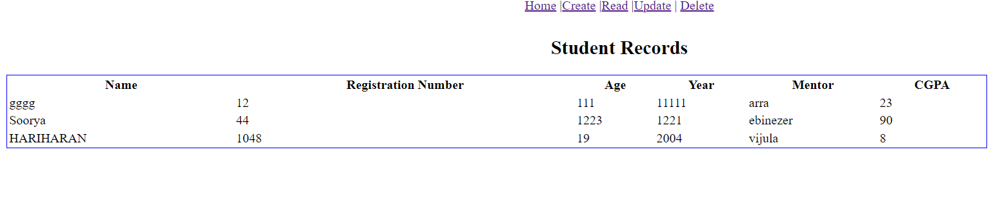 Home |Create |Read |Update | Delete
Student Records
Name Registration Number Age Year Mentor CGPA
gggg 12 111 11111 arra 23
Soorya 44 1223 1221 ebinezer 90
HARIHARAN 1048 19 2004 vijula 8